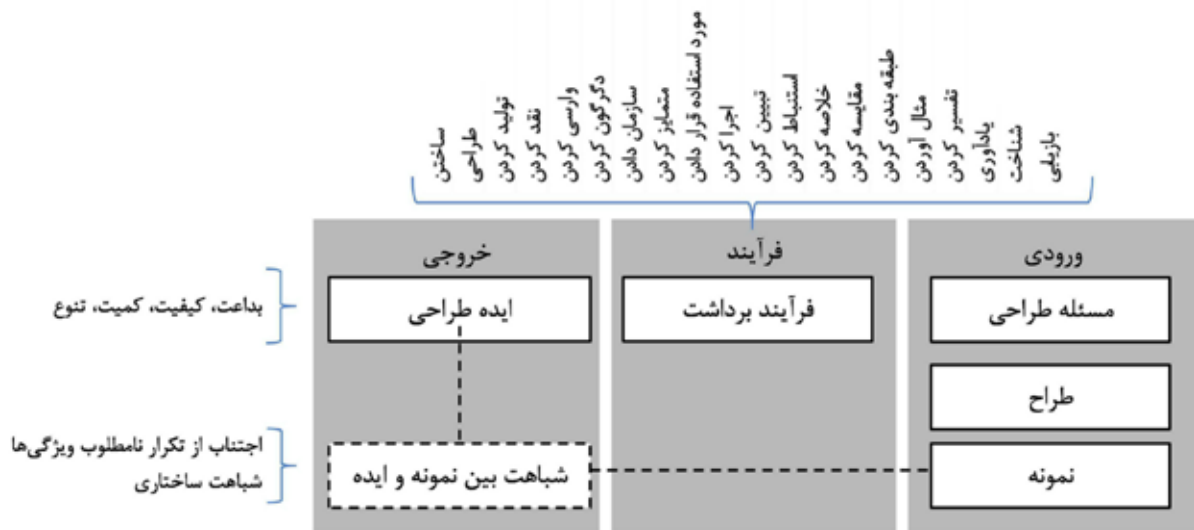 بازیابی
شناخت
یادآوری
تفسیر کردن
مثال آوردن
طبقه بندی کردن
مقایسه کردن
خلاصه کردن
استنباط کردن
تبیین کردن
اجرا کردن
مورد استفاده قرار دادن
متمایز کردن
سازمان دادن
دگرگون کردن
وارسی کردن
نقد کردن
تولید کردن
طراحی
ساختن
ورودی
فرآیند
خروجی
مسئله طراحی
فرآیند برداشت
ایده طراحی
بداعت، کیفیت، کمیت، تنوع
طراح
نمونه
شباهت بین نمونه و ایده
اجتناب از تکرار نامطلوب ویژگی‌ها
شباهت ساختاری